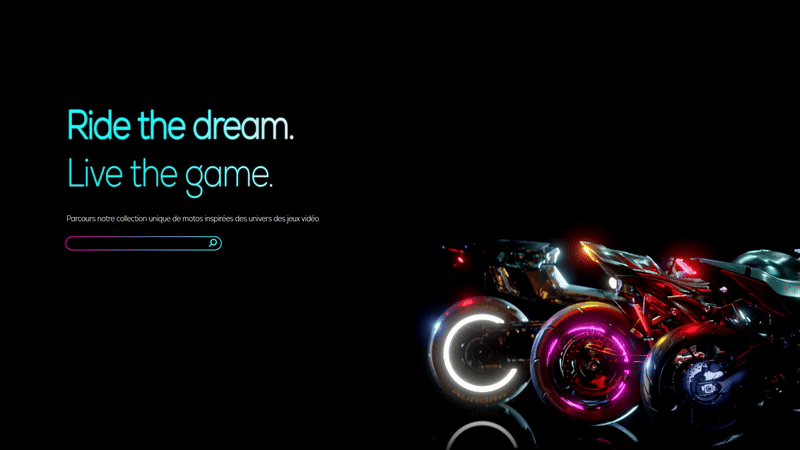 Ride the dream.
Live the game.
Parcours notre collection unique de motos inspirées des univers des jeux vidéo.